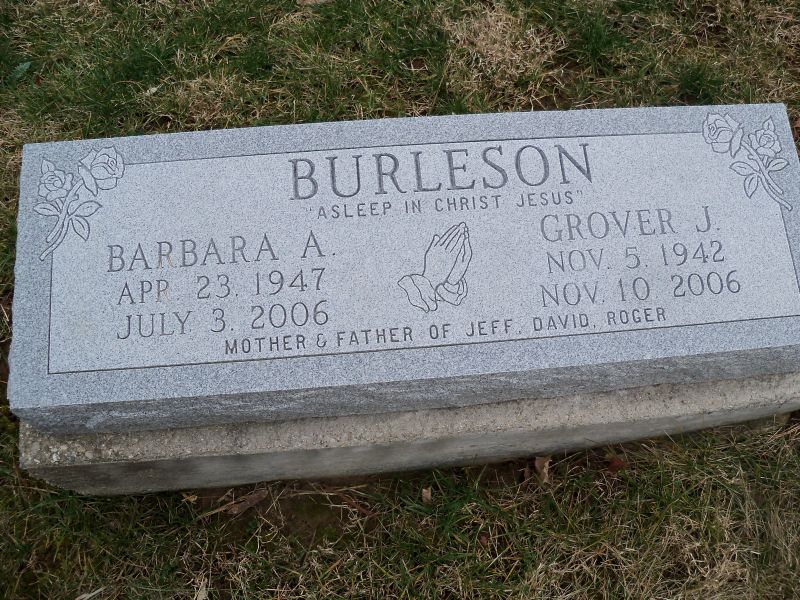 BURLESON
"ASLEEP IN CHRIST JESUS"
BARBARA A.
APR. 23. 1947
JULY 3. 2006
GROVER J.
NOV. 5. 1942
NOV. 10. 2006
MOTHER & FATHER OF JEFF. DAVID. ROGER